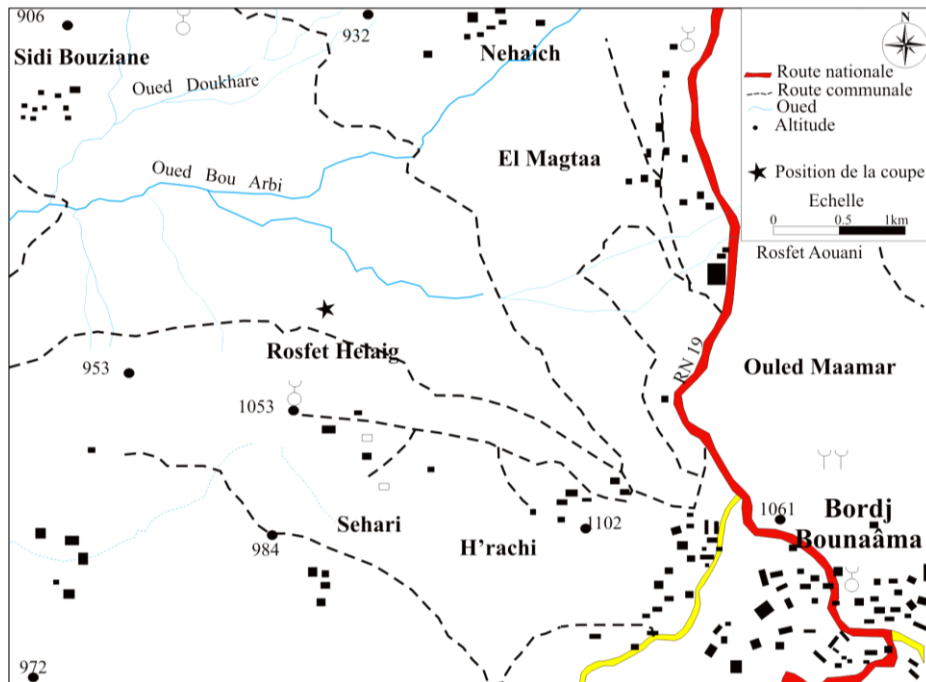 906
932
N
Sidi Bouziane
Nehaich
Oued Doukhare
Route nationale
Route communale
Oued
Altitude
El Magtaa
Oued Bou Arbi
Position de la coupe
Echelle
0 0.5 1km
Rosfet Aouani
Rosfet Helaig
RN 19
953
Ouled Maamar
1053
Sehari
1102
1061
Bordj
Bounaâma
984
H'rachi
972